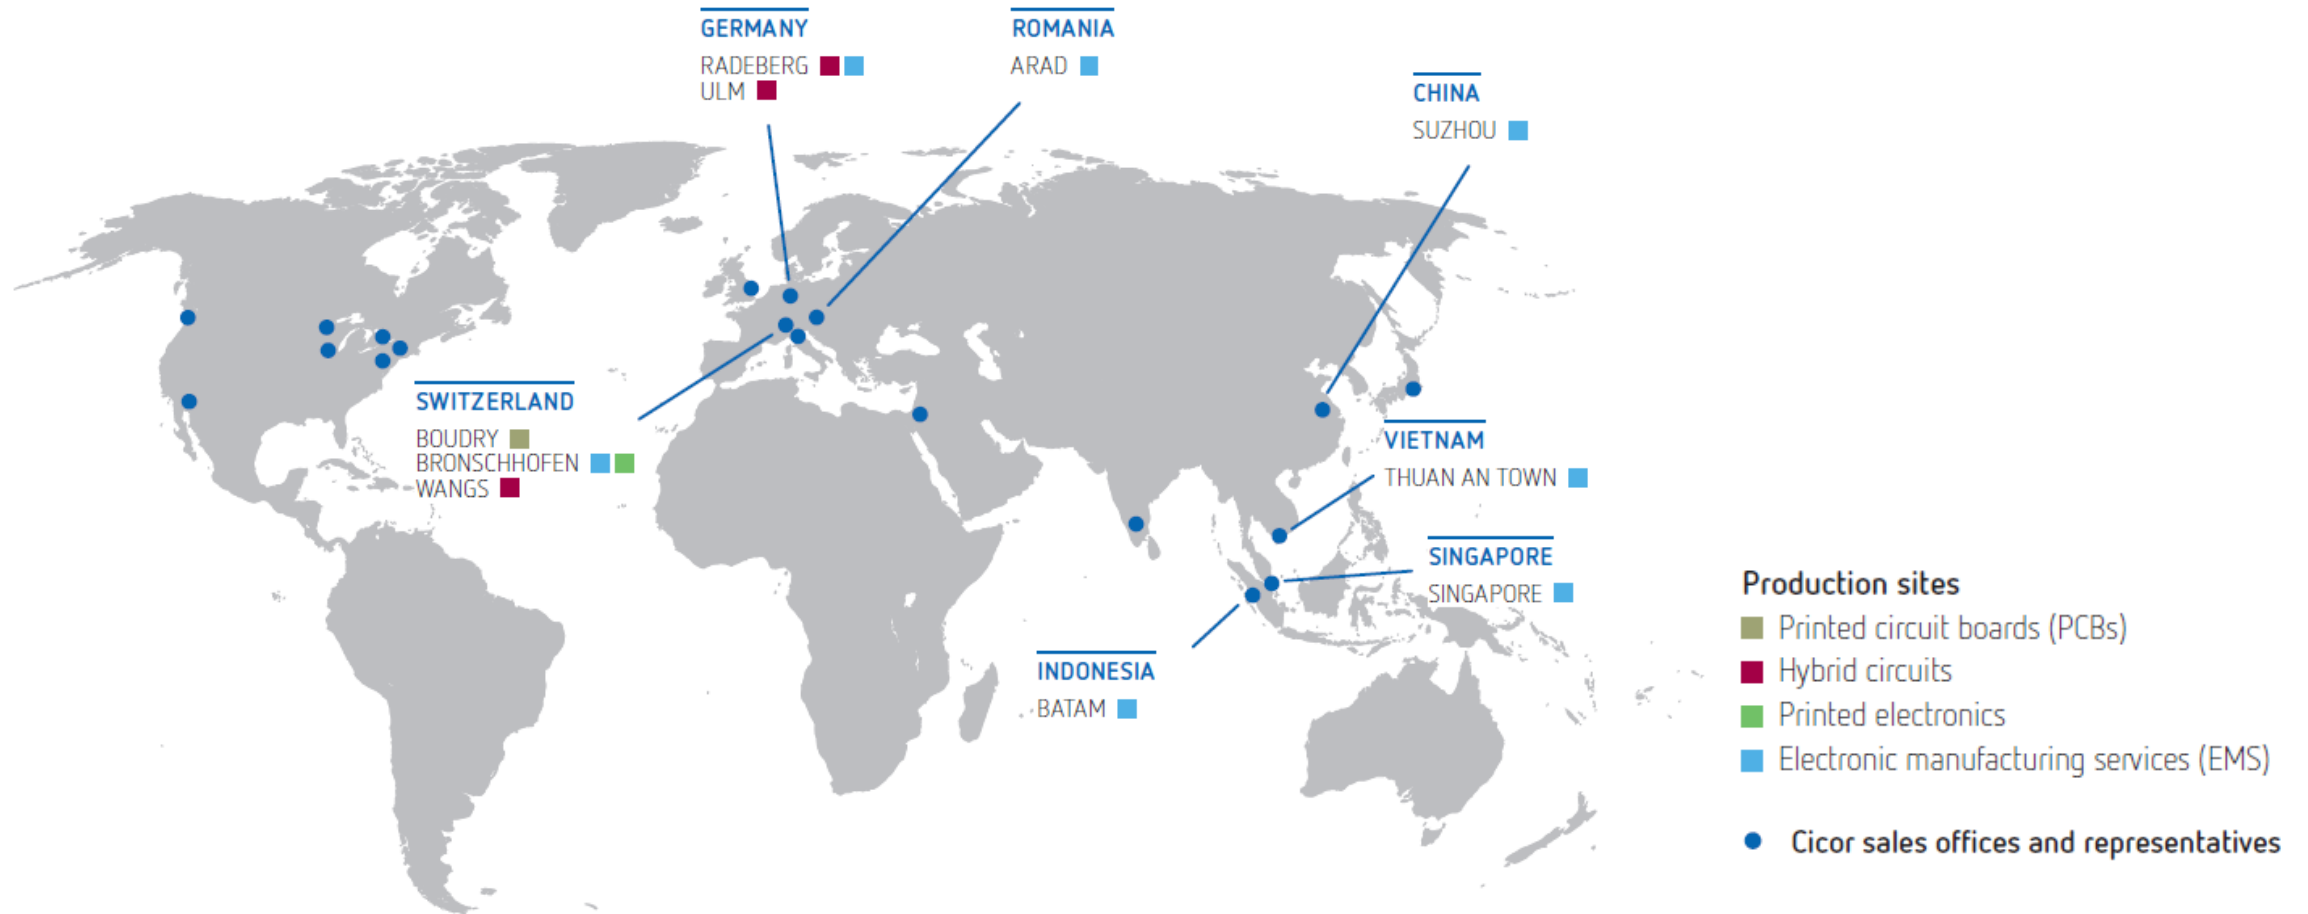 GERMANY
RADEBERG
ULM
ROMANIA
ARAD
CHINA
SUZHOU
SWITZERLAND
BOUDRY
BRONSCHHOFEN
WANGS
VIETNAM
THUAN AN TOWN
SINGAPORE
SINGAPORE
INDONESIA
BATAM
Production sites
Printed circuit boards (PCBs)
Hybrid circuits
Printed electronics
Electronic manufacturing services (EMS)
Cicor sales offices and representatives